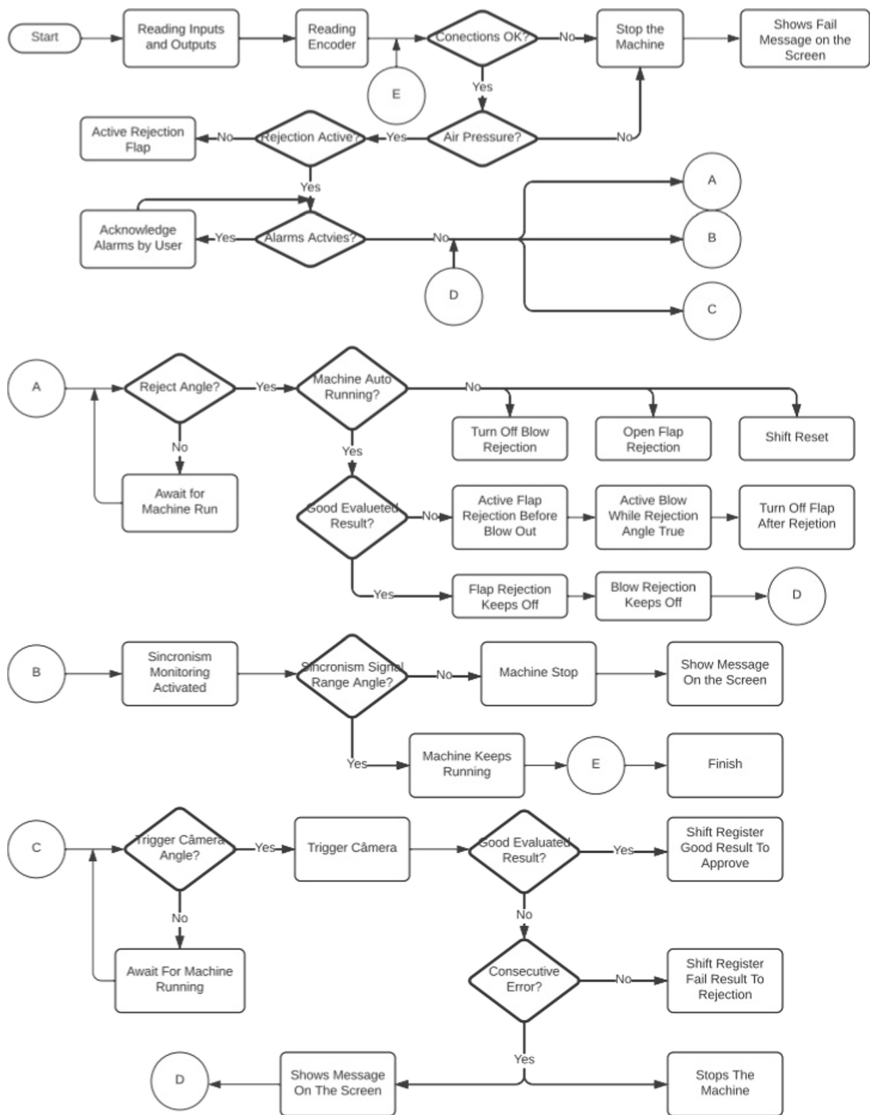 Start
Reading Inputs
and Outputs
Reading
Encoder
Conections OK?
No
Stop the
Machine
Shows Fail
Message on the
Screen
E
Yes
Active Rejection
Flap
No
Rejection Active?
Yes
Air Pressure?
No
Yes
Acknowledge
Alarms by User
Yes
Alarms Actvies?
No
D
A
B
C
A
Reject Angle?
Yes
Machine Auto
Running?
No
No
Await for
Machine Run
Turn Off Blow
Rejection
Open Flap
Rejection
Shift Reset
Yes
Good Evalueted
Result?
No
Active Flap
Rejection Before
Blow Out
Active Blow
While Rejection
Angle True
Turn Off Flap
After Rejetion
Yes
Flap Rejection
Keeps Off
Blow Rejection
Keeps Off
D
B
Sincronism
Monitoring
Activated
Sincronism Signal
Range Angle?
No
Machine Stop
Show Message
On the Screen
Yes
Machine Keeps
Running
E
Finish
C
Trigger Câmera
Angle?
Yes
Trigger Câmera
Good Evaluated
Result?
Yes
Shift Register
Good Result To
Approve
No
Await For Machine
Running
No
Consecutive
Error?
No
Shift Register
Fail Result To
Rejection
Yes
D
Shows Message
On The Screen
Stops The
Machine